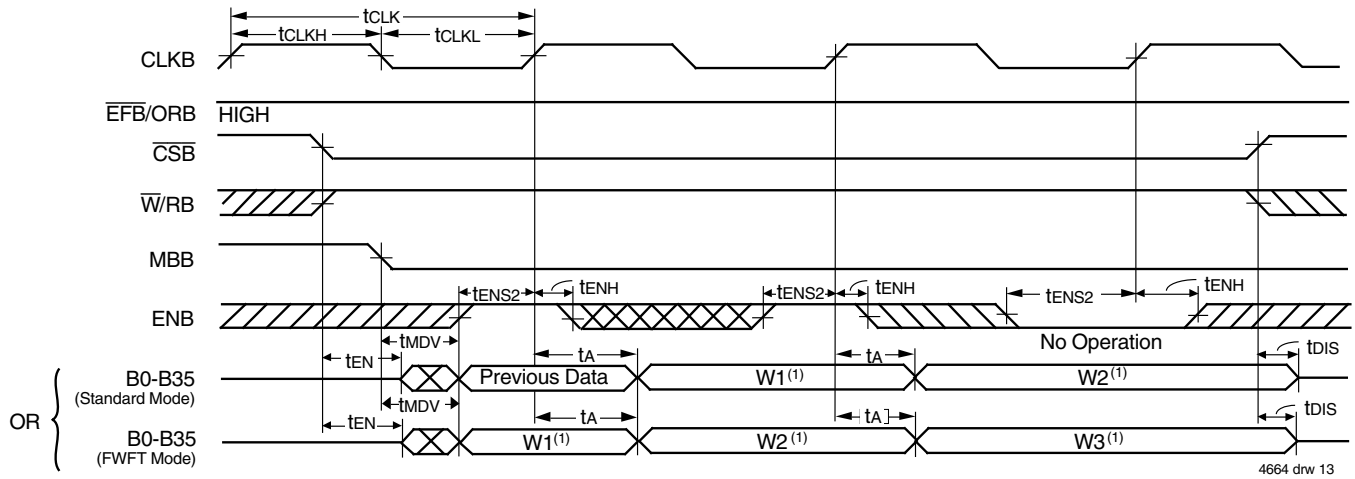 tCLK
tCLKH tCLKL
CLKB
EFB/ORB HIGH
CSB
W/RB
MBB
tENS2 tENH tENS2 tENH tENS2 tENH
ENB
No Operation
tMDV
tEN tA tA tDIS
B0-B35 Previous Data W1(1) W2(1)
(Standard Mode)
OR
tMDV
tEN tA tA tDIS
B0-B35 W1(1) W2(1) W3(1)
(FWFT Mode)
4664 drw 13